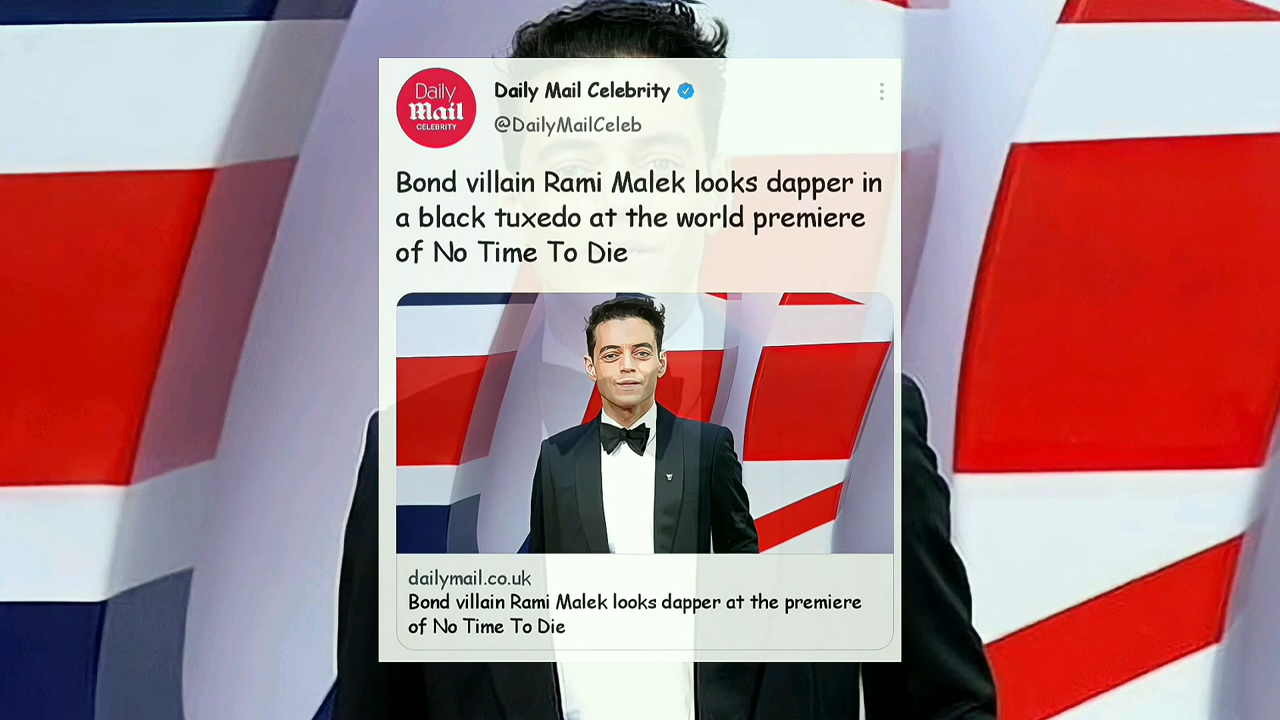 Daily
Mail
CELEBRITY
Daily Mail Celebrity
@DailyMailCeleb
Bond villain Rami Malek looks dapper in
a black tuxedo at the world premiere
of No Time To Die
dailymail.co.uk
Bond villain Rami Malek looks dapper at the premiere
of No Time To Die